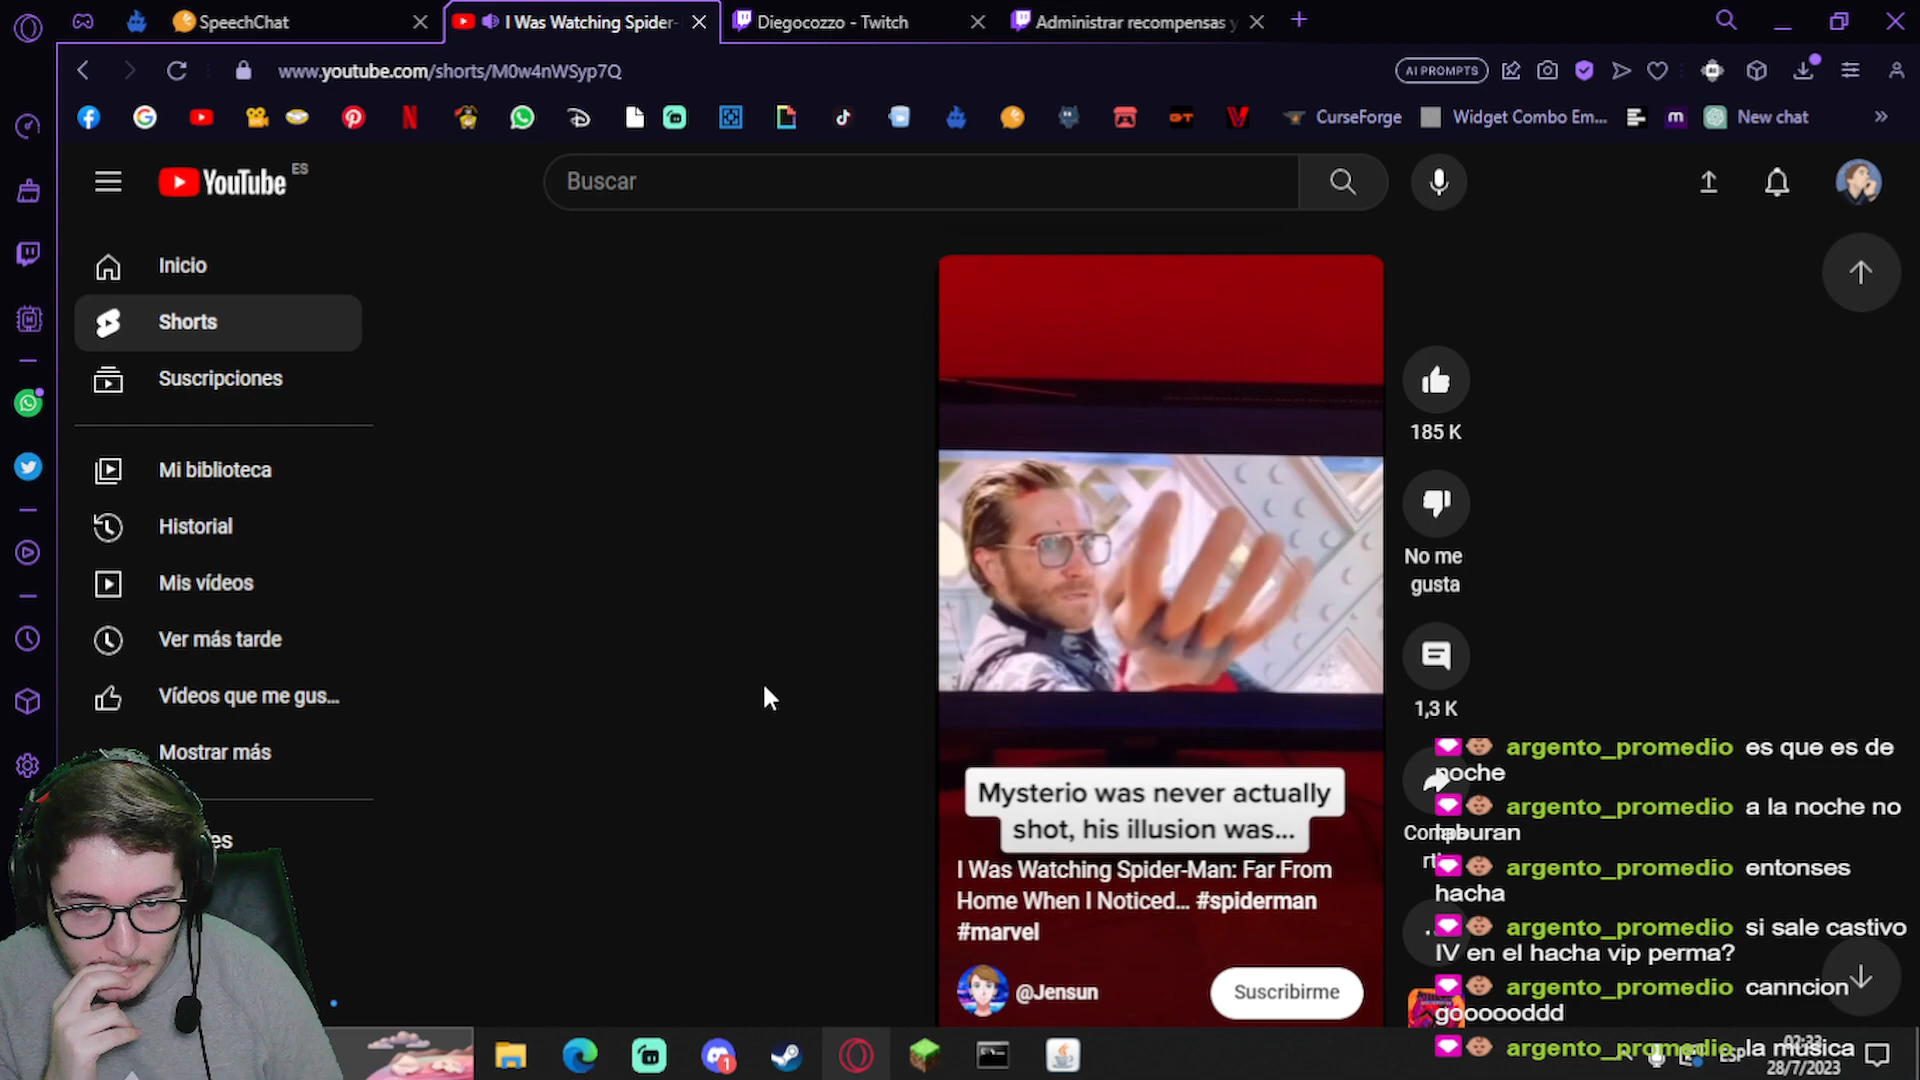 SpeechChat
I Was Watching Spider-
Diegocozzo - Twitch
Administrar recompensas y
www.youtube.com/shorts/M0w4nWSyp7Q
AI PROMPTS
CurseForge
Widget Combo Em...
New chat
YouTube ES
Buscar
Inicio
Shorts
Suscripciones
Mi biblioteca
Historial
Mis vídeos
Ver más tarde
Vídeos que me gus...
Mostrar más
es
185 K
No me
gusta
1,3 K
Mysterio was never actually
shot, his illusion was...
I Was Watching Spider-Man: Far From
Home When I Noticed... #spiderman
#marvel
@Jensun
Suscribirme
argento_promedio es que es de
noche
argento_promedio a la noche no
laburan
argento_promedio entonses
hacha
argento_promedio si sale castivo
IV en el hacha vip perma?
argento_promedio canncion
goooooddd
argento_promedio la musica
ESP
02:33
28/7/2023